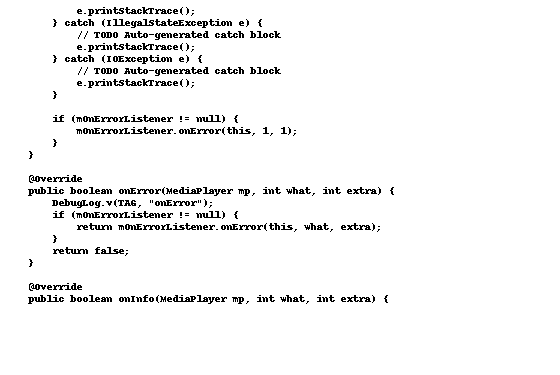 e.printStackTrace();
} catch (IllegalStateException e) {
// TODO Auto-generated catch block
e.printStackTrace();
} catch (IOException e) {
// TODO Auto-generated catch block
e.printStackTrace();
}
if (mOnErrorListener != null) {
mOnErrorListener.onError(this, 1, 1);
}
}
@Override
public boolean onError(MediaPlayer mp, int what, int extra) {
DebugLog.v(TAG, "onError");
if (mOnErrorListener != null) {
return mOnErrorListener.onError(this, what, extra);
}
return false;
}
@Override
public boolean onInfo(MediaPlayer mp, int what, int extra) {